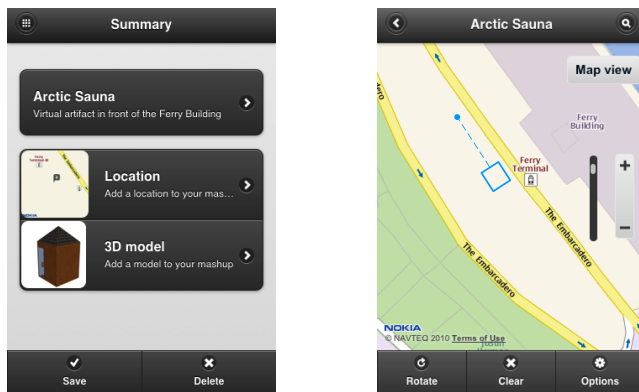 Summary
Arctic Sauna
Virtual artifact in front of the Ferry Building
Location
Add a location to your mas...
3D model
Add a model to your mashup
NOKIA
Save
Delete
Arctic Sauna
Map view
Ferry
Building
Ferry
Terminal
The Embarcadero
The Embarcadero
NOKIA
© NAVTEQ 2010 Terms of Use
Justin
Rotate
Clear
Options